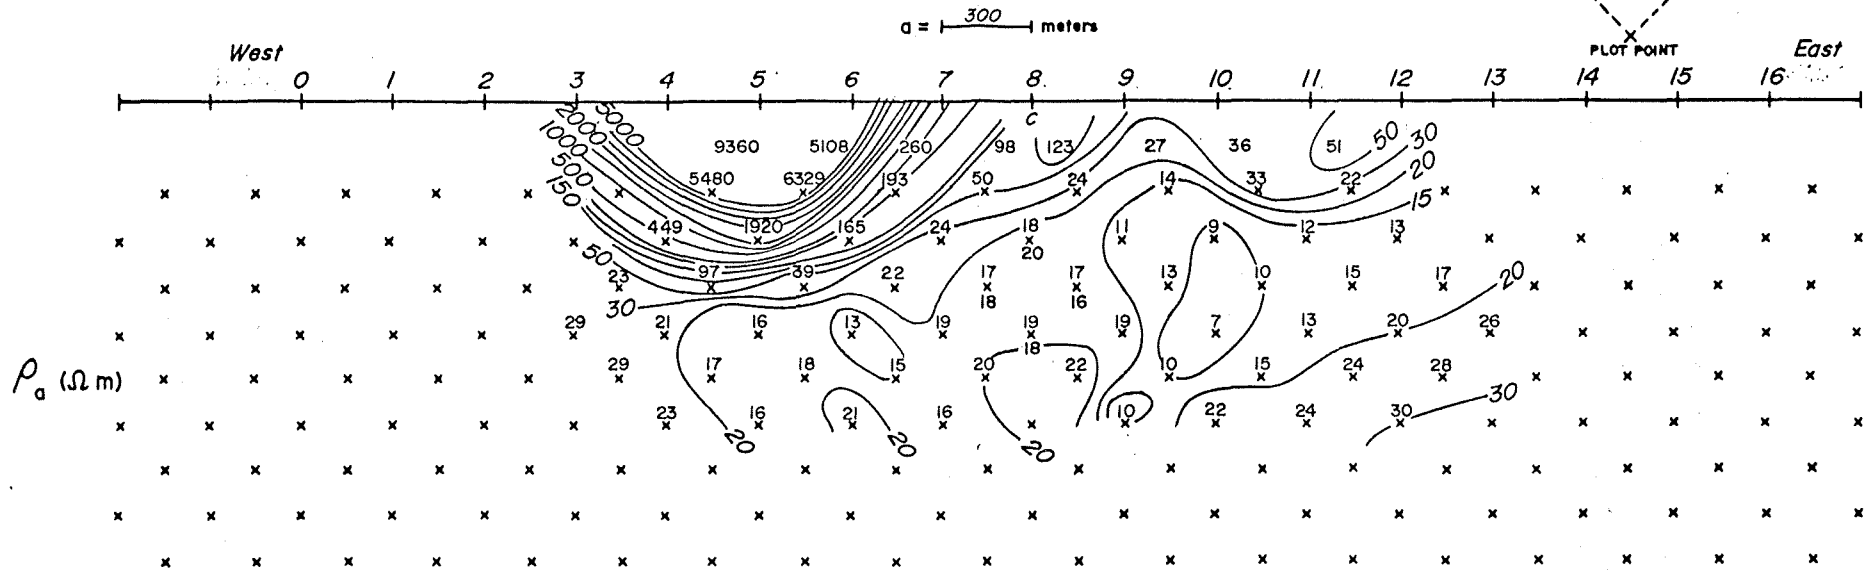 300
a = meters
West
PLOT POINT
East
0 1 2 3 4 5 6 7 8 9 10 11 12 13 14 15 16
c
5000
2000
1000
500
150
50
30
9360 5108 260 98 123 27 36 51 50 30
20
5480 6329 193 50 24 14 33 22
15
449 1920 165 24 18 11 9 12 13
20
23 97 39 22 17 17 13 10 15 17 20
18 16
29 21 16 13 19 19 19 7 13 20 26
18
ρa (Ωm)
29 17 18 15 20 22 10 15 24 28
30
23 16 21 16 10 22 24 30
20 20 20